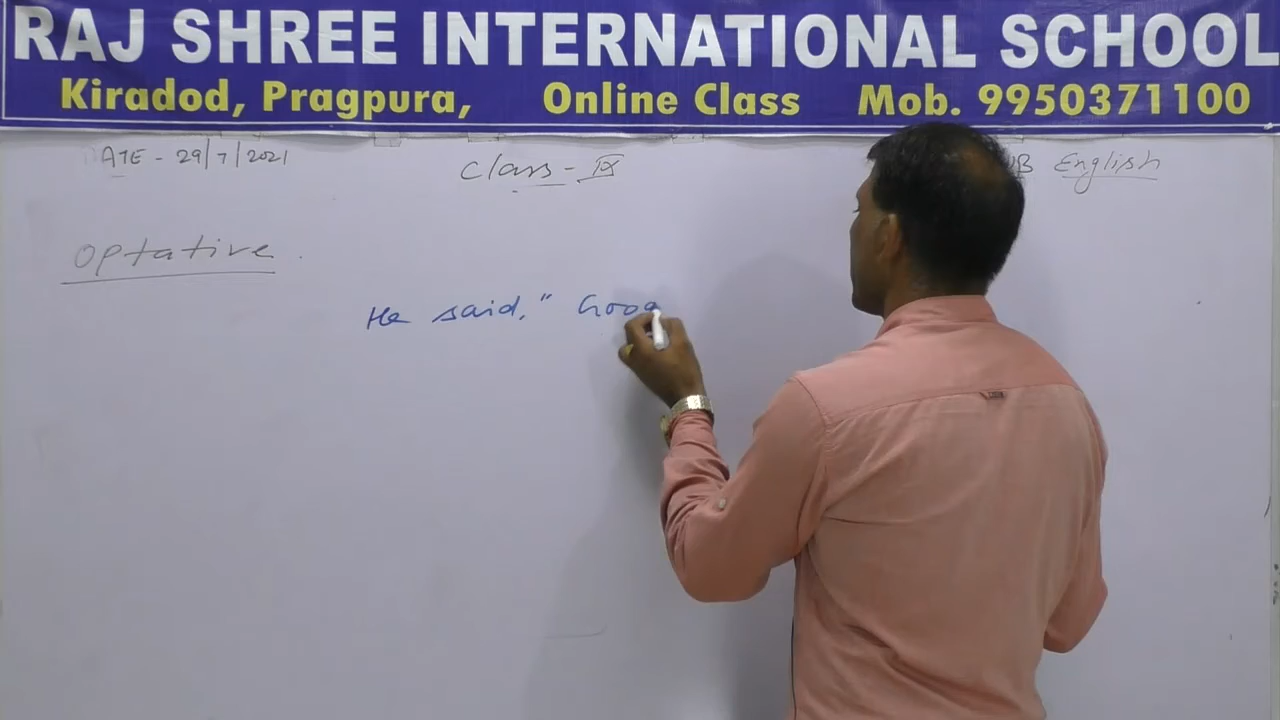 RAJ SHREE INTERNATIONAL SCHOOL
Kiradod, Pragpura, Online Class Mob. 9950371100
DATE - 29/7/2021 Class - IX English
Optative
He said, " Good